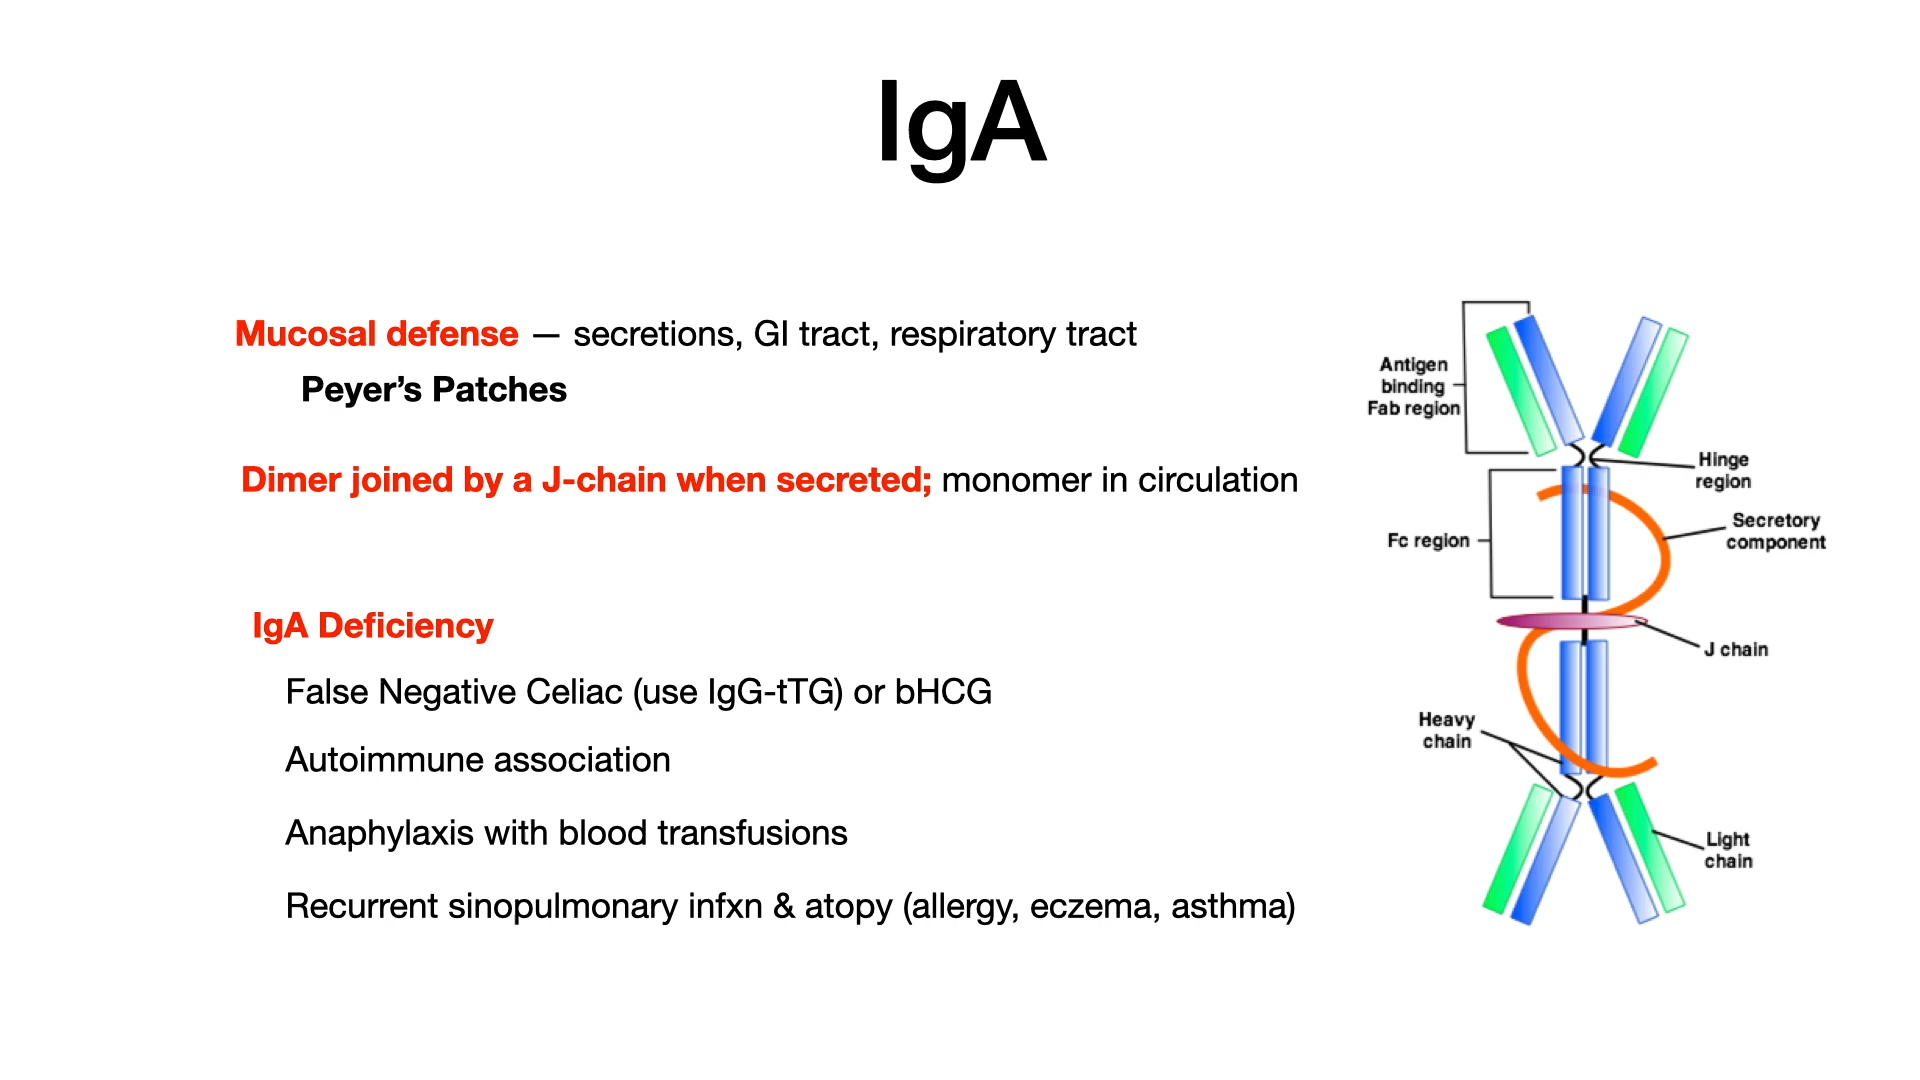 IgA
Mucosal defense — secretions, GI tract, respiratory tract
Peyer’s Patches
Dimer joined by a J-chain when secreted; monomer in circulation
IgA Deficiency
False Negative Celiac (use IgG-tTG) or bHCG
Autoimmune association
Anaphylaxis with blood transfusions
Recurrent sinopulmonary infxn & atopy (allergy, eczema, asthma)
Antigen
binding
Fab region
Hinge
region
Secretory
component
Fc region
J chain
Heavy
chain
Light
chain